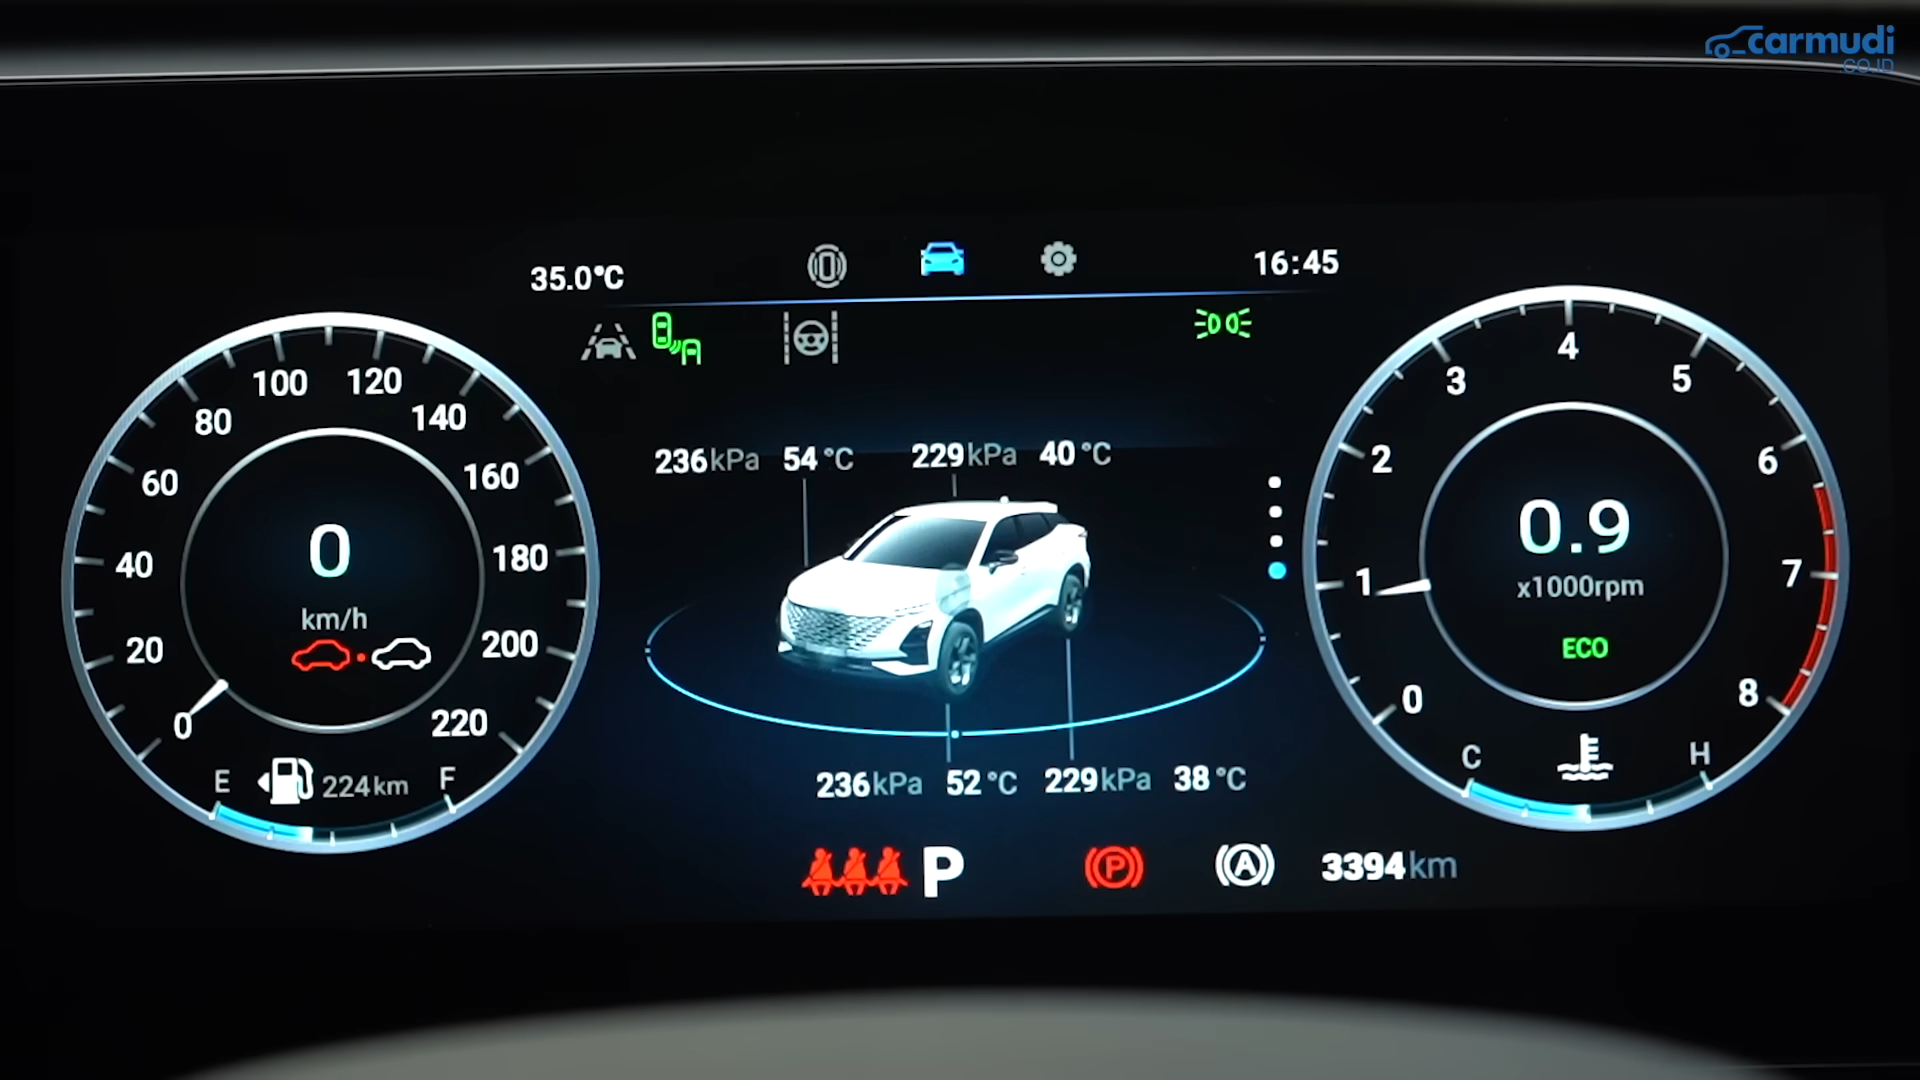 carmudi
.CO.ID
35.0°C
16:45
0
20
40
60
80
100
120
140
160
180
200
220
0
km/h
E
224km
F
236kPa 54°C
229kPa 40°C
236kPa 52°C
229kPa 38°C
P
P
A
3394km
0
1
2
3
4
5
6
7
8
0.9
x1000rpm
ECO
C
H